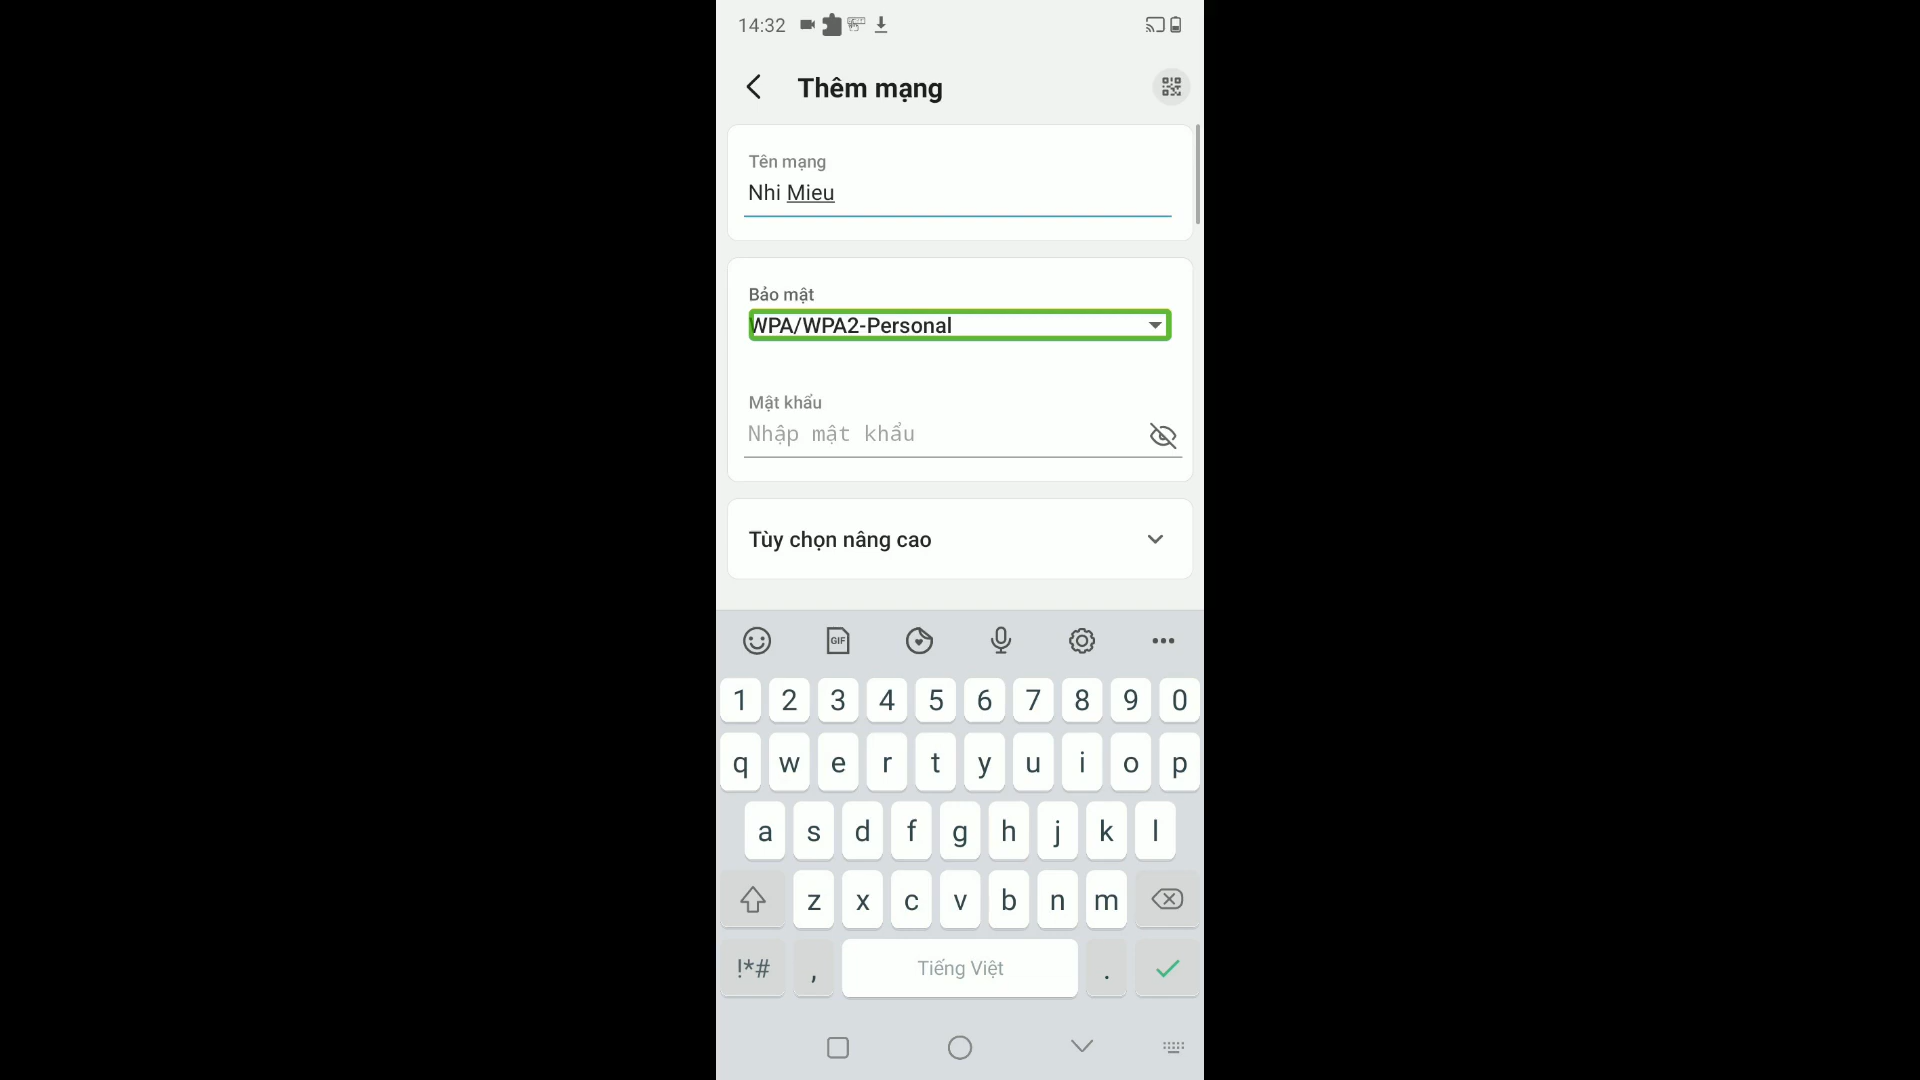 14:32
Thêm mạng
Tên mạng
Nhi Mieu
Bảo mật
WPA/WPA2-Personal
Mật khẩu
Nhập mật khẩu
Tùy chọn nâng cao
GIF
1 2 3 4 5 6 7 8 9 0
q w e r t y u i o p
a s d f g h j k l
z x c v b n m
!*# , Tiếng Việt .